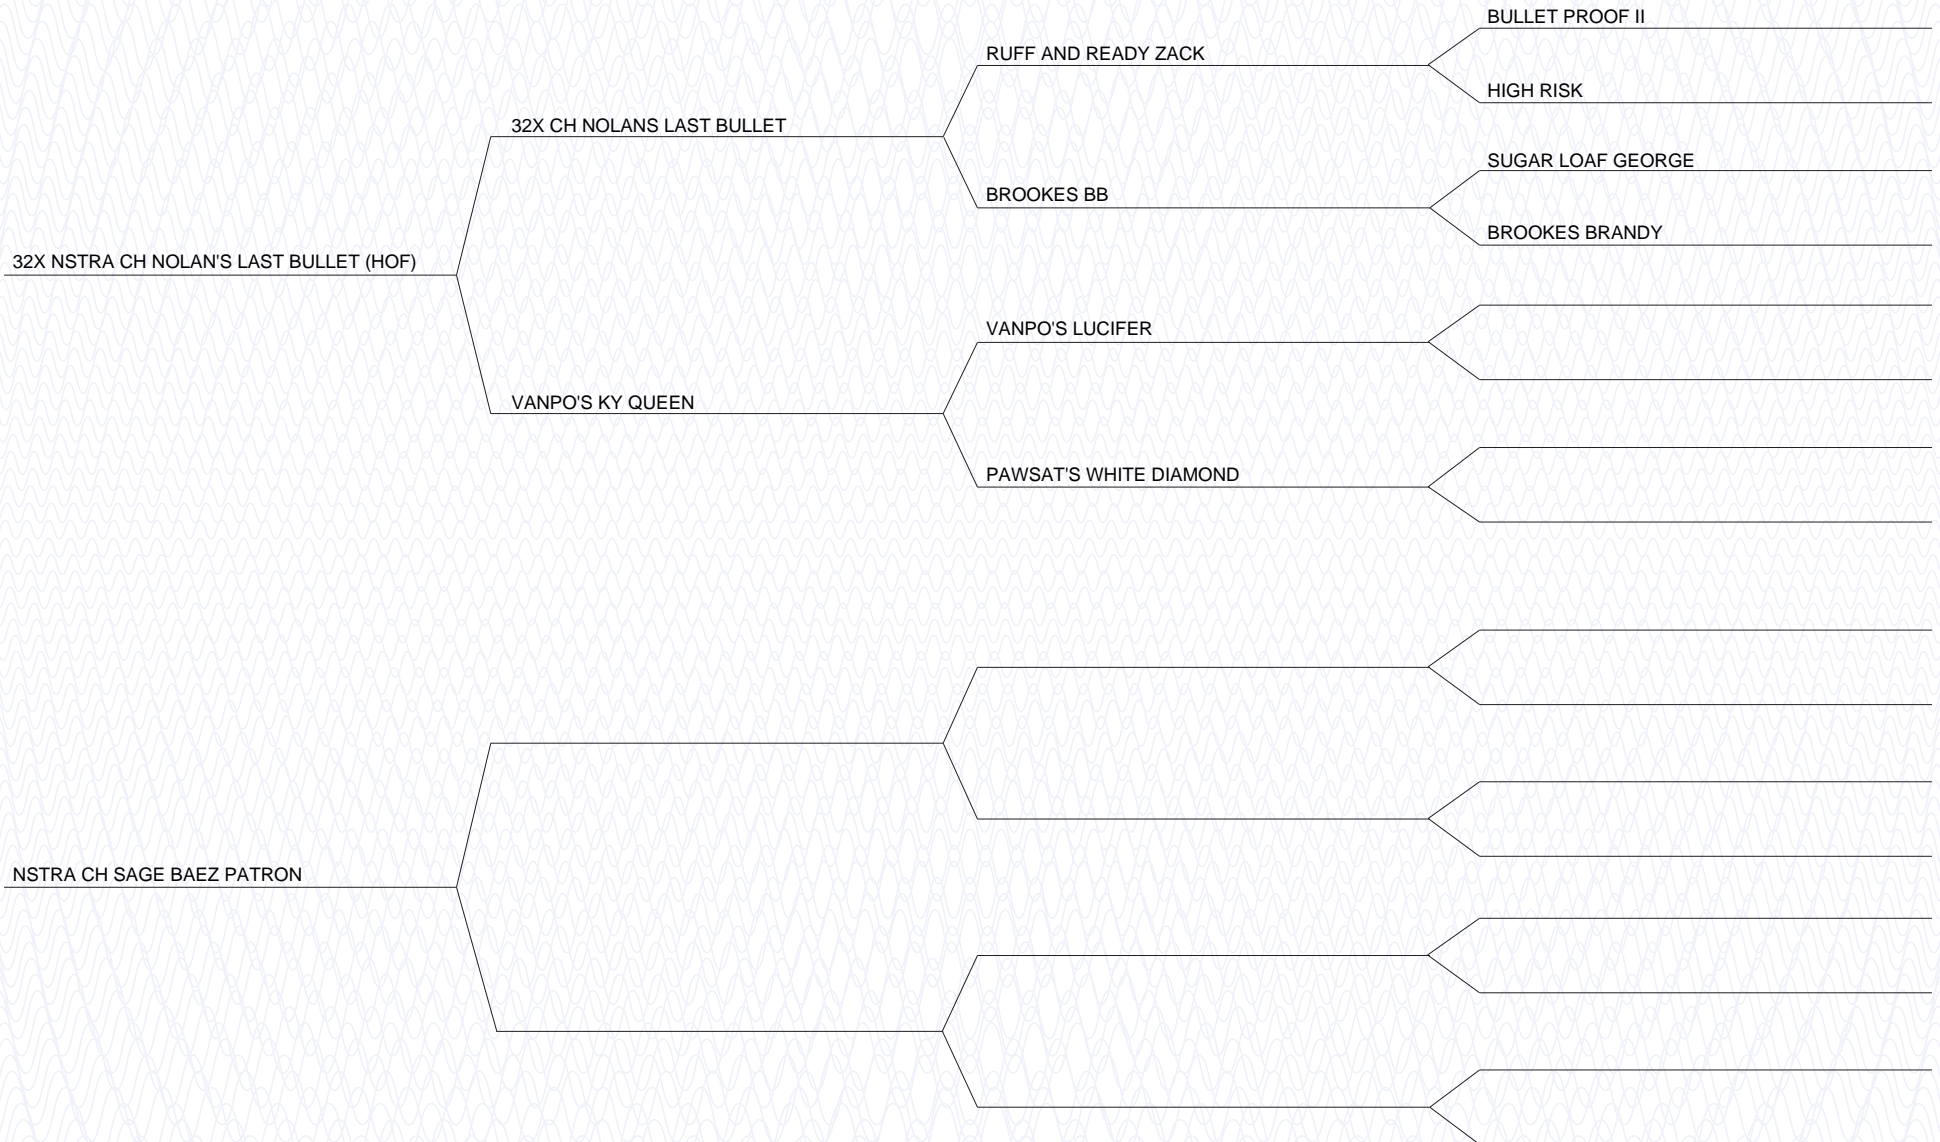 BULLET PROOF II
RUFF AND READY ZACK
HIGH RISK
32X CH NOLANS LAST BULLET
SUGAR LOAF GEORGE
BROOKES BB
BROOKES BRANDY
32X NSTRA CH NOLAN'S LAST BULLET (HOF)
VANPO'S LUCIFER
VANPO'S KY QUEEN
PAWSAT'S WHITE DIAMOND
NSTRA CH SAGE BAEZ PATRON